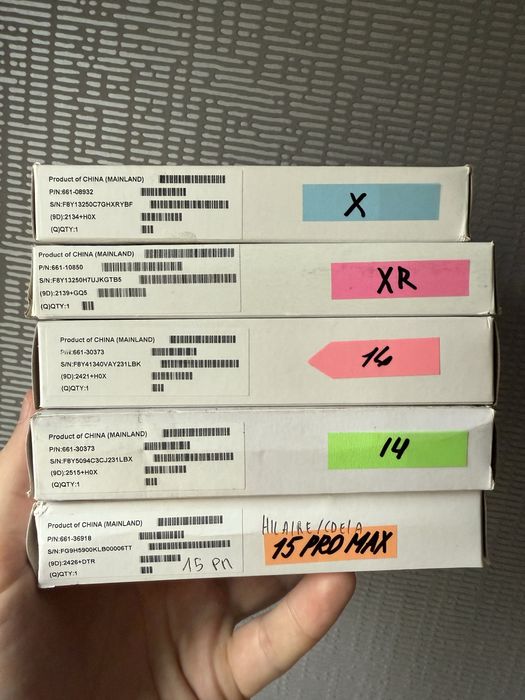 Product of CHINA (MAINLAND)
P/N:661-08932
S/N:F8Y13250C7GHXRYBF
(9D):2134+H0X
(Q)QTY:1
X
Product of CHINA (MAINLAND)
P/N:661-10850
S/N:F8Y13250H7UJKGTB5
(9D):2139+GQ5
(Q)QTY:1
XR
Product of CHINA (MAINLAND)
P/N:661-30373
S/N:F8Y41340VAY231LBK
(9D):2421+H0X
(Q)QTY:1
14
Product of CHINA (MAINLAND)
P/N:661-30373
S/N:F8Y5094C3CJ231LBX
(9D):2515+H0X
(Q)QTY:1
14
Product of CHINA (MAINLAND)
P/N:661-36918
S/N:FG9H5900KLB00006TT
(9D):2426+DTR
(Q)QTY:1
15 PM
15 PRO MAX